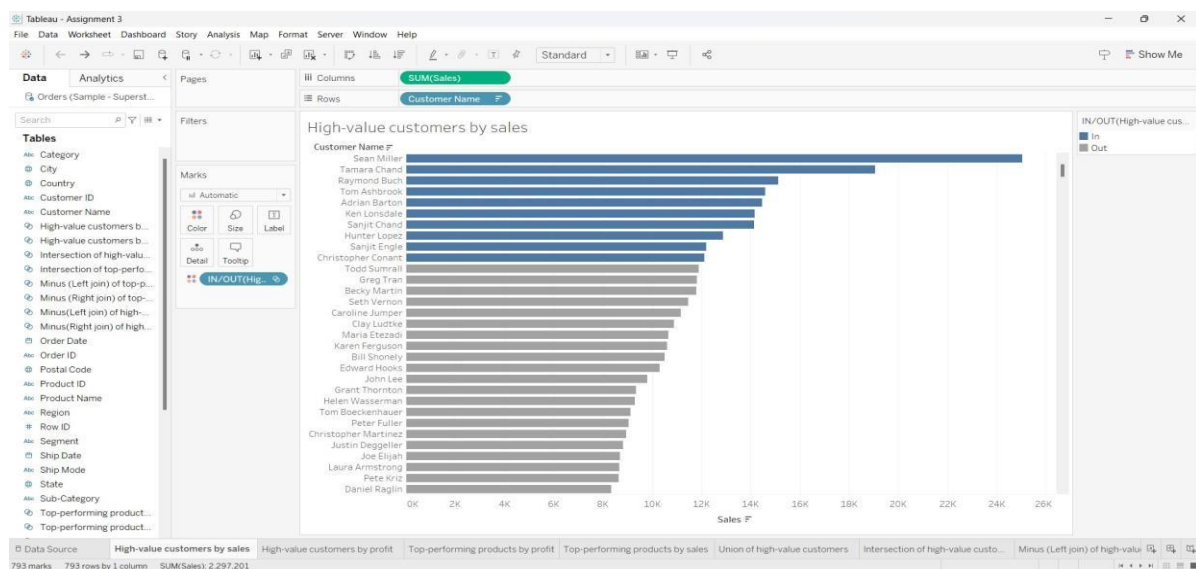 Tableau - Assignment 3
File Data Worksheet Dashboard Story Analysis Map Format Server Window Help
Standard
Show Me
Data Analytics
Pages
Columns
SUM(Sales)
Orders (Sample - Superst...
Rows
Customer Name
Search
Filters
Tables
Abc Category
City
Country
Abc Customer ID
Abc Customer Name
High-value customers b...
High-value customers b...
Intersection of high-valu...
Intersection of top-perfo...
Minus (Left join) of top-p...
Minus (Right join) of top-...
Minus(Left join) of high-...
Minus(Right join) of high...
Order Date
Abc Order ID
Postal Code
Abc Product ID
Abc Product Name
Abc Region
# Row ID
Abc Segment
Ship Date
Abc Ship Mode
State
Abc Sub-Category
Top-performing product...
Top-performing product...
Marks
Automatic
Color Size Label
Detail Tooltip
IN/OUT(Hig..
High-value customers by sales
Customer Name
Sean Miller
Tamara Chand
Raymond Buch
Tom Ashbrook
Adrian Barton
Ken Lonsdale
Sanjit Chand
Hunter Lopez
Sanjit Engle
Christopher Conant
Todd Sumrall
Greg Tran
Becky Martin
Seth Vernon
Caroline Jumper
Clay Ludtke
Maria Etezadi
Karen Ferguson
Bill Shonely
Edward Hooks
John Lee
Grant Thornton
Helen Wasserman
Tom Boeckenhauer
Peter Fuller
Christopher Martinez
Justin Deggeller
Joe Elijah
Laura Armstrong
Pete Kriz
Daniel Raglin
0K 2K 4K 6K 8K 10K 12K 14K 16K 18K 20K 22K 24K 26K
Sales
IN/OUT(High-value cus...
In
Out
Data Source High-value customers by sales High-value customers by profit Top-performing products by profit Top-performing products by sales Union of high-value customers Intersection of high-value custo... Minus (Left join) of high-valu
793 marks 793 rows by 1 column SUM(Sales): 2,297,201